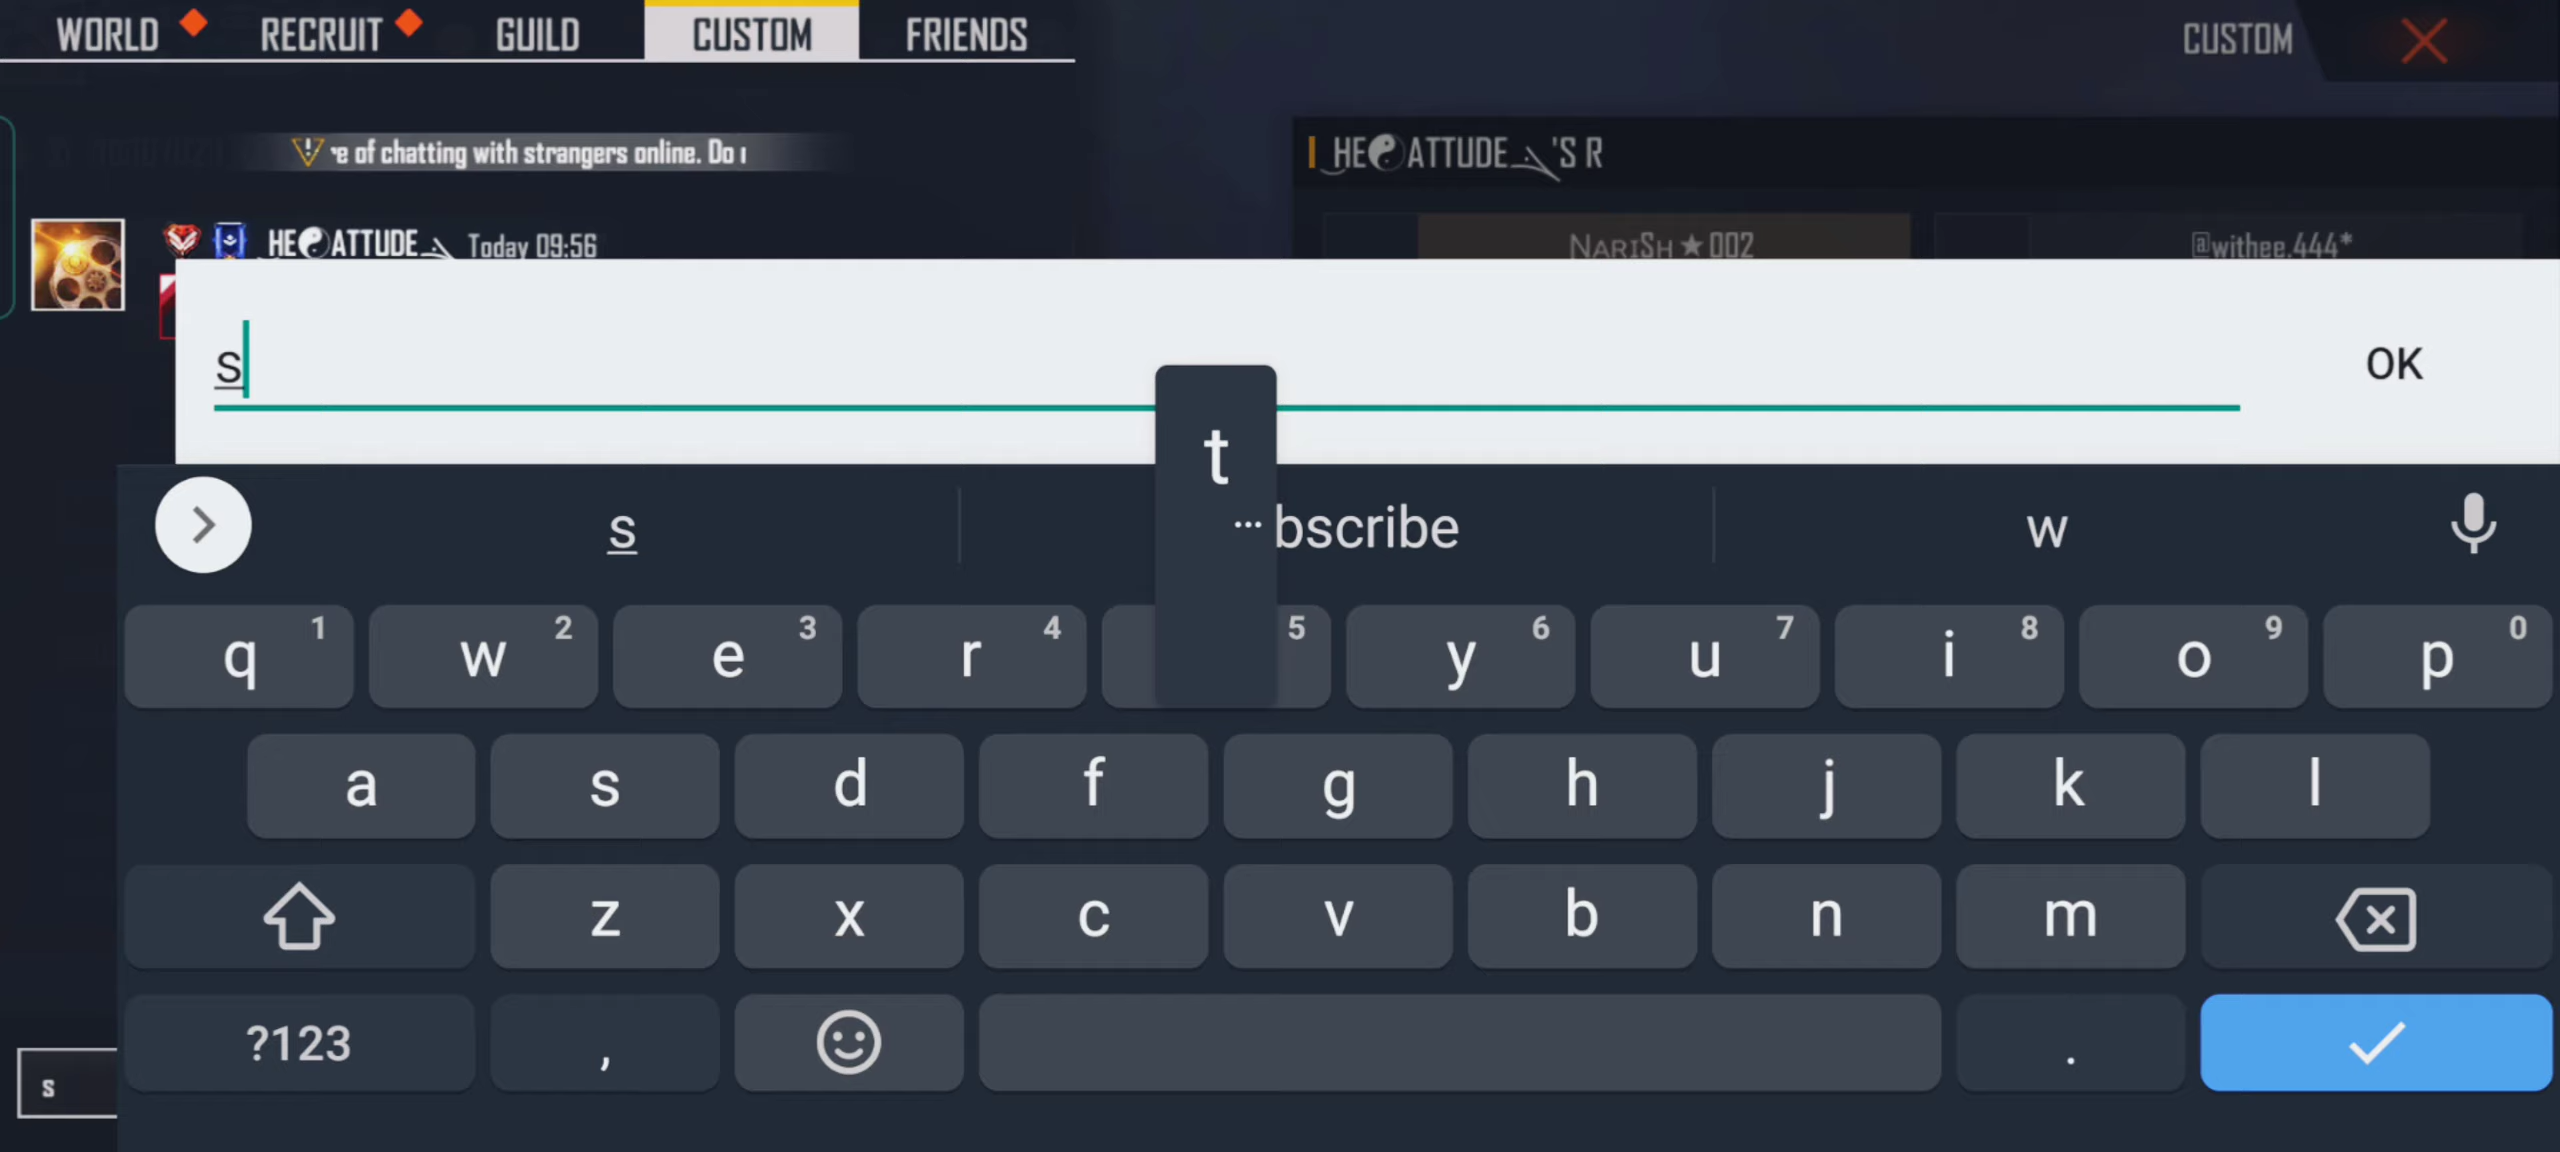 WORLD RECRUIT GUILD CUSTOM FRIENDS
CUSTOM
e of chatting with strangers online. Do
HE☯ATTUDE 'S R
HE☯ATTUDE Today 09:56
NARISH★002
@withee.444*
s
OK
t
s
bscribe
w
q 1 w 2 e 3 r 4 5 y 6 u 7 i 8 o 9 p 0
a s d f g h j k l
z x c v b n m
?123 , .
s